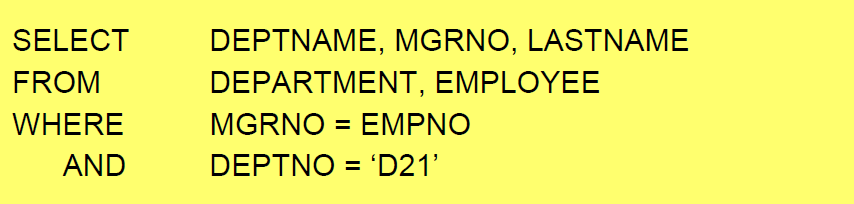 SELECT DEPTNAME, MGRNO, LASTNAME
FROM DEPARTMENT, EMPLOYEE
WHERE MGRNO = EMPNO
AND DEPTNO = ‘D21’